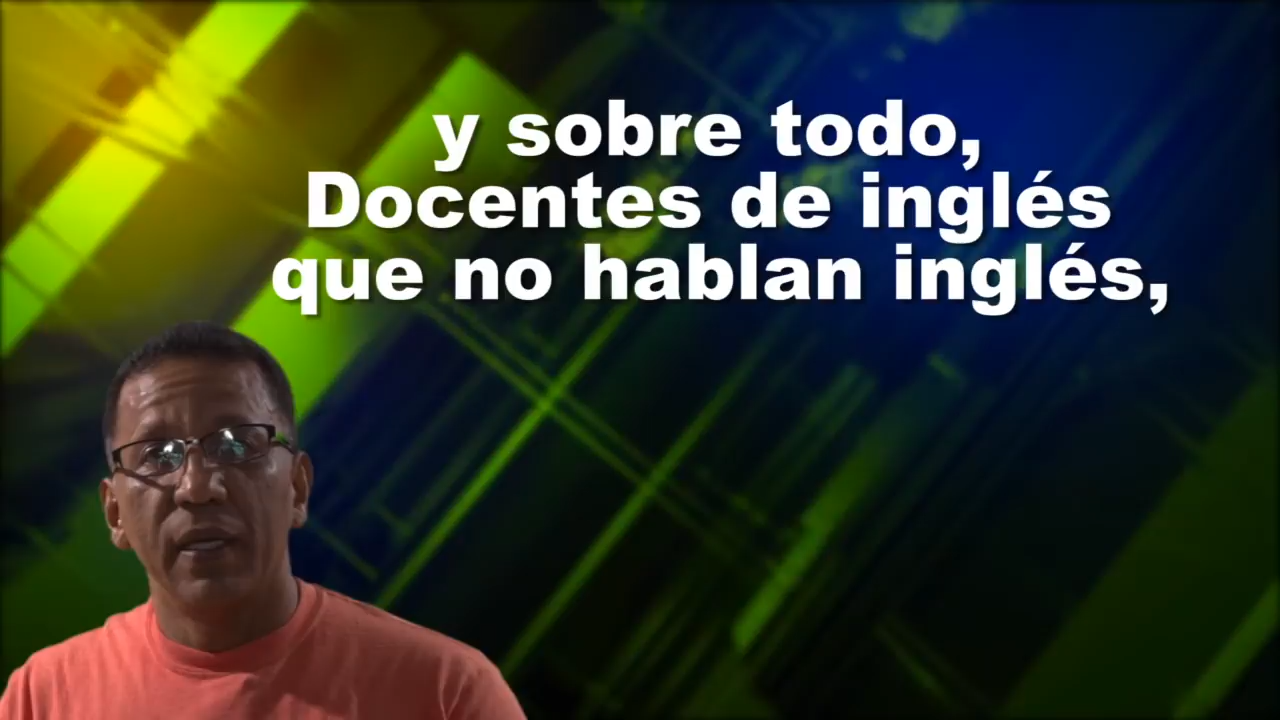 y sobre todo,
Docentes de inglés
que no hablan inglés,